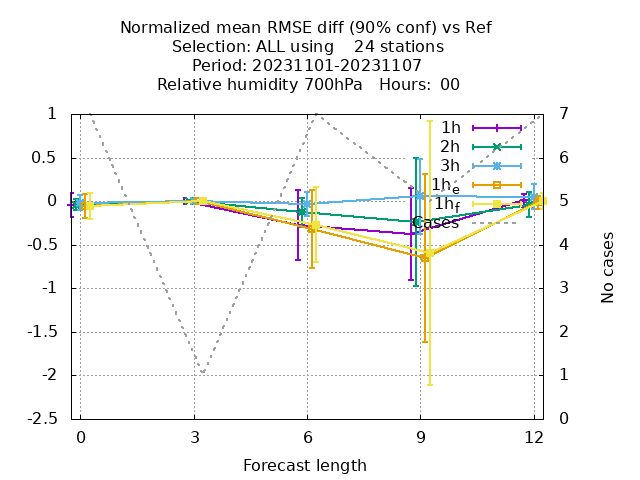 Normalized mean RMSE diff (90% conf) vs Ref
Selection: ALL using    24 stations
Period: 20231101-20231107
Relative humidity 700hPa   Hours:  00
1
0.5
0
-0.5
-1
-1.5
-2
-2.5
7
6
5
4
3
2
1
0
1h
2h
3h
1h_e
1h_f
Cases
No cases
0 3 6 9 12
Forecast length